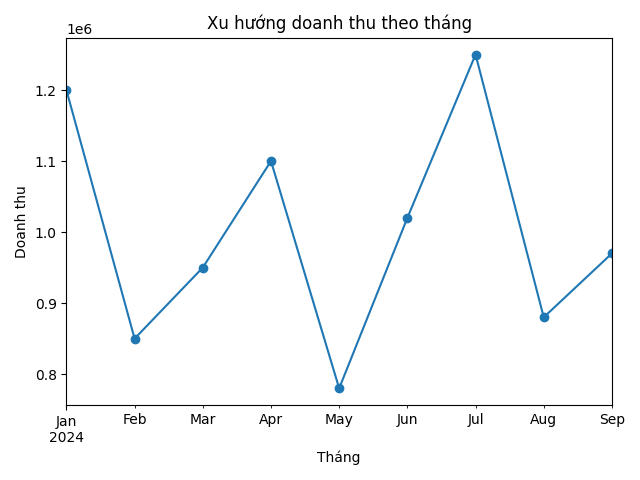 Xu hướng doanh thu theo tháng
1e6
1.2
1.1
1.0
0.9
0.8
Doanh thu
Jan Feb Mar Apr May Jun Jul Aug Sep
2024
Tháng